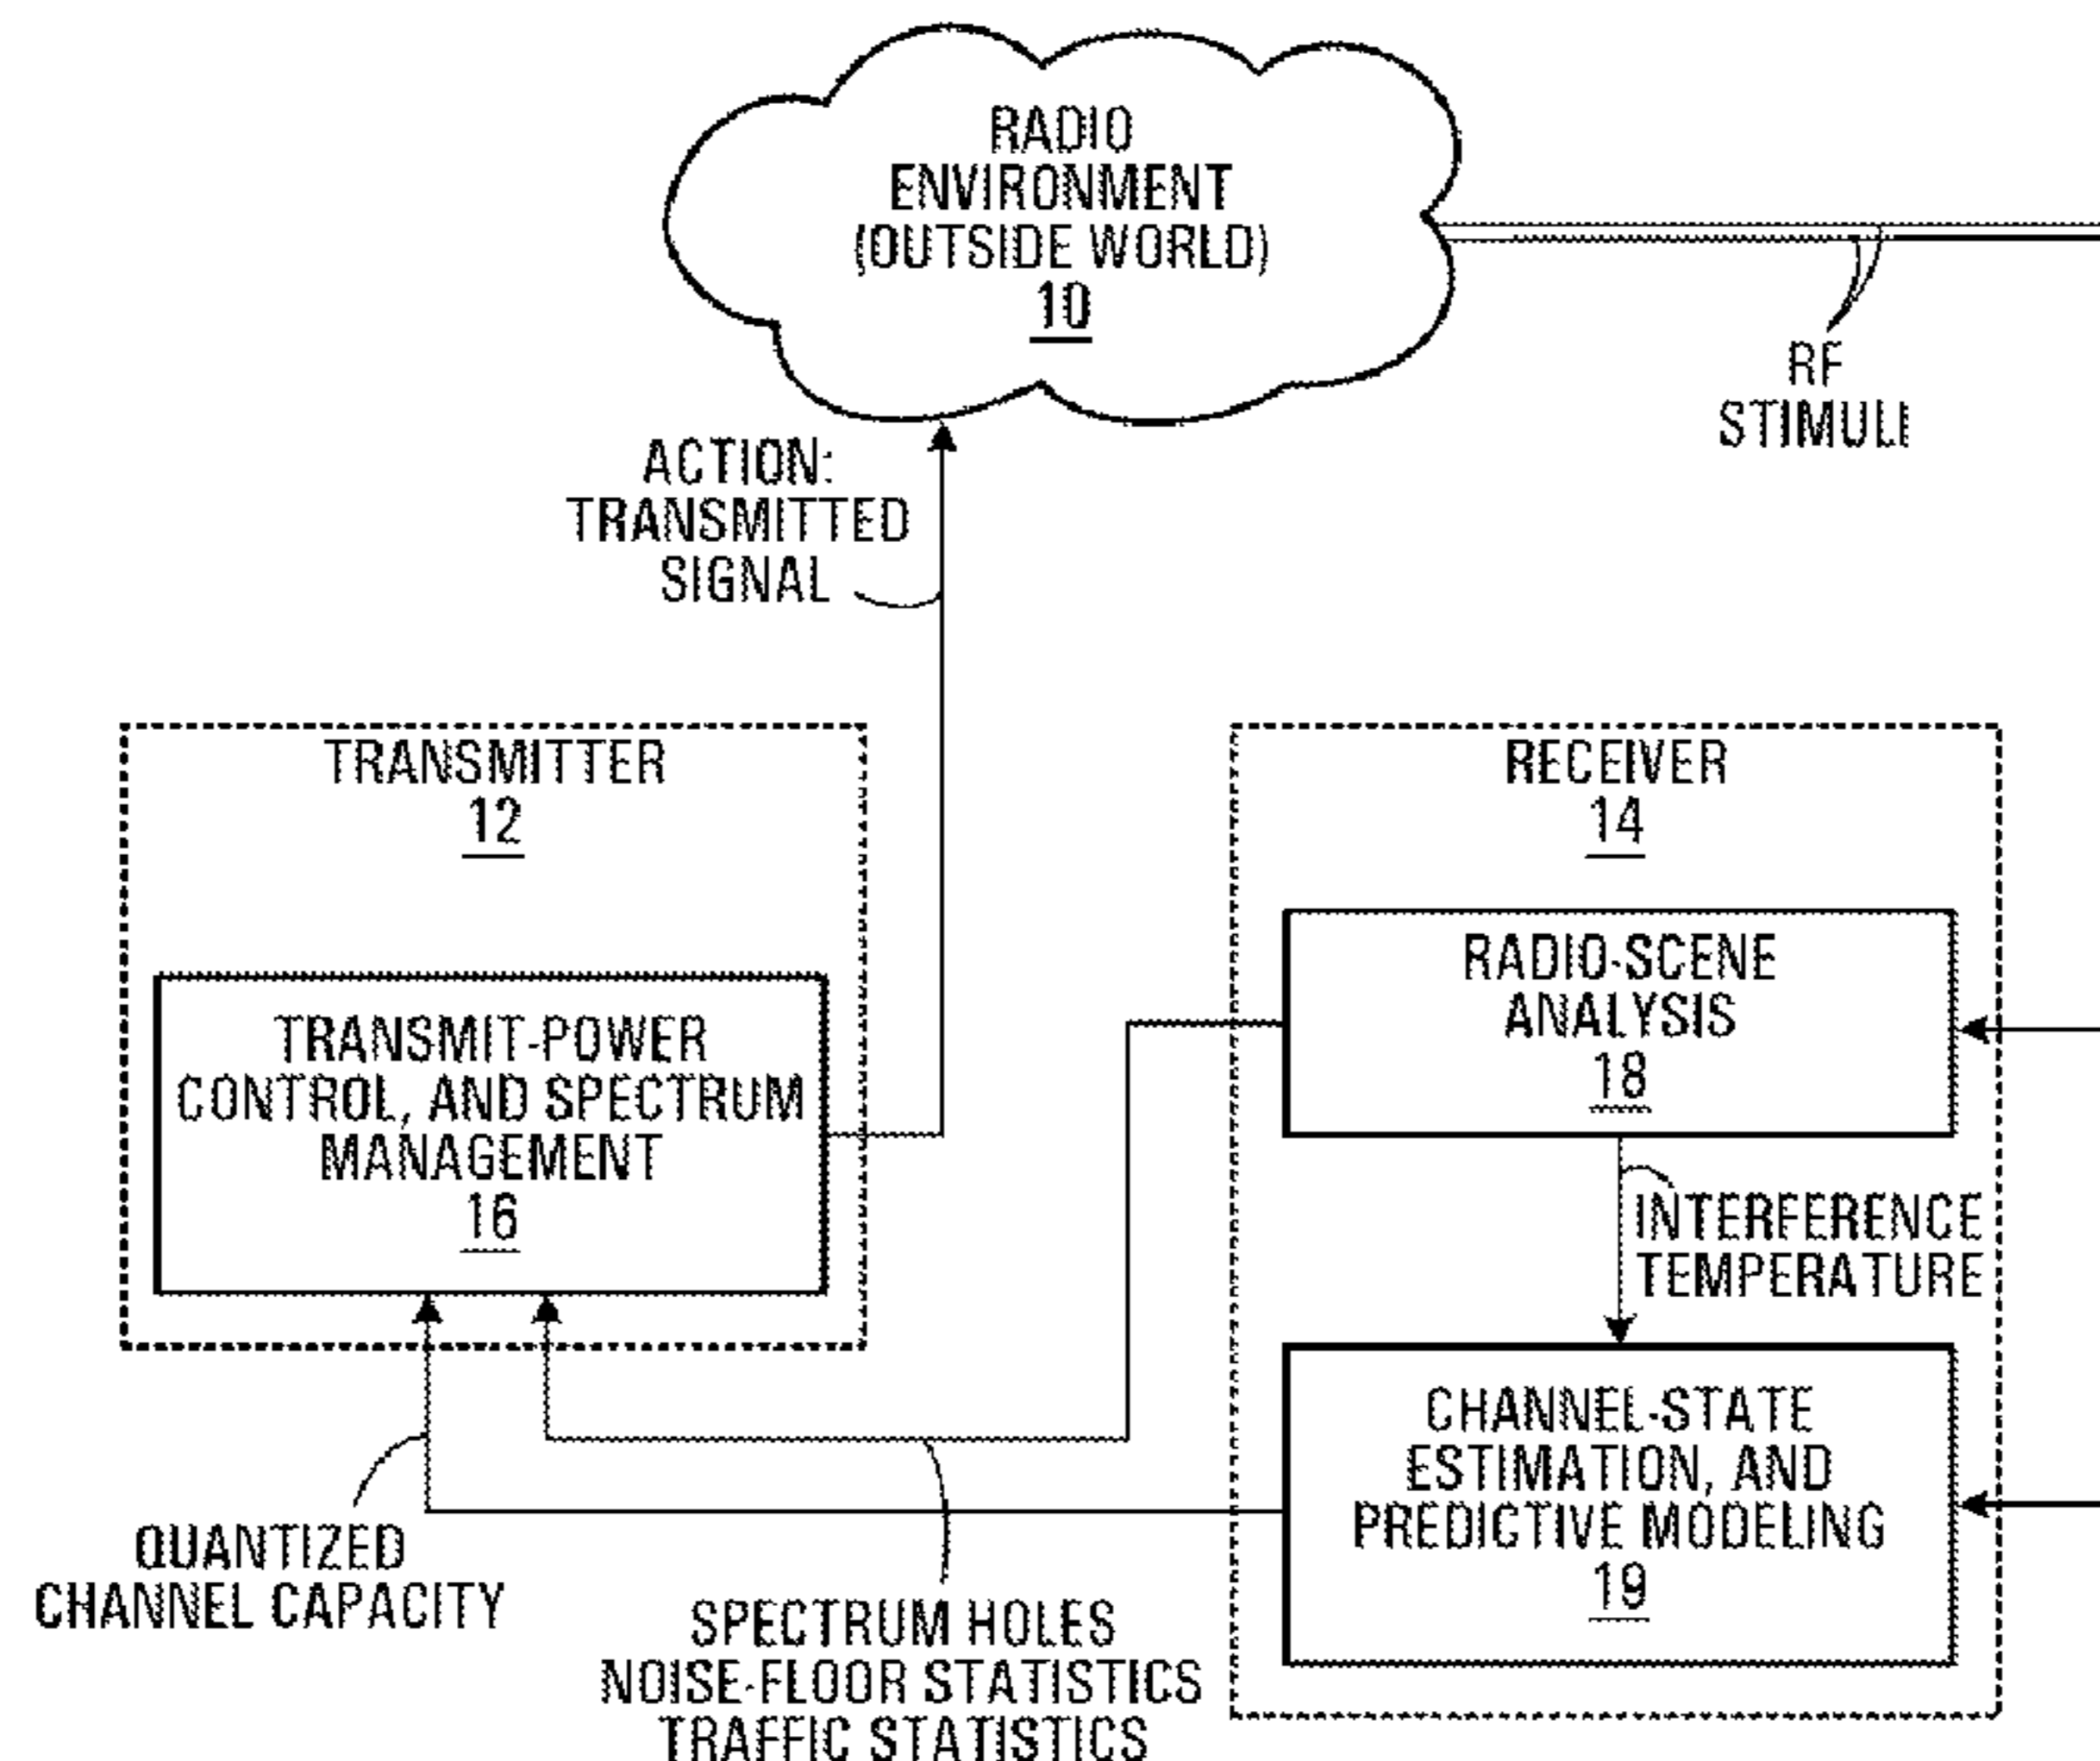 RADIO
ENVIRONMENT
(OUTSIDE WORLD)
10
RF
STIMULI
ACTION:
TRANSMITTED
SIGNAL
TRANSMITTER
12
TRANSMIT-POWER
CONTROL, AND SPECTRUM
MANAGEMENT
16
RECEIVER
14
RADIO-SCENE
ANALYSIS
18
INTERFERENCE
TEMPERATURE
CHANNEL-STATE
ESTIMATION, AND
PREDICTIVE MODELING
19
QUANTIZED
CHANNEL CAPACITY
SPECTRUM HOLES
NOISE-FLOOR STATISTICS
TRAFFIC STATISTICS